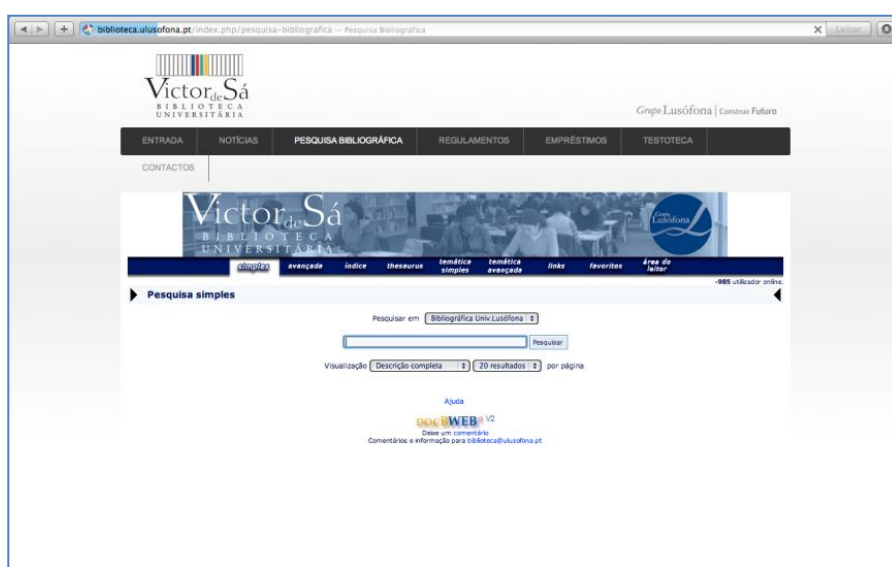 biblioteca.ulusofona.pt/index.php/pesquisa-bibliografica — Pesquisa Bibliográfica
Leitor
Victor de Sá
BIBLIOTECA
UNIVERSITÁRIA
Grupo Lusófona | Construir Futuro
ENTRADA NOTÍCIAS PESQUISA BIBLIOGRÁFICA REGULAMENTOS EMPRÉSTIMOS TESTOTECA
CONTACTOS
Victor de Sá
BIBLIOTECA
UNIVERSITÁRIA
Grupo
Lusófona
simples avançada índice thesaurus temática simples temática avançada links favoritos área do leitor
-985 utilizador online.
Pesquisa simples
Pesquisar em Bibliográfica Univ.Lusófona
Pesquisar
Visualização Descrição completa 20 resultados por página
Ajuda
DOCBWEB V2
Deixe um comentário
Comentários e informação para biblioteca@ulusofona.pt